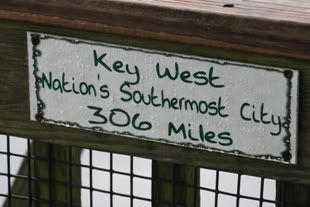 Key West
Nation's Southermost City
306 Miles